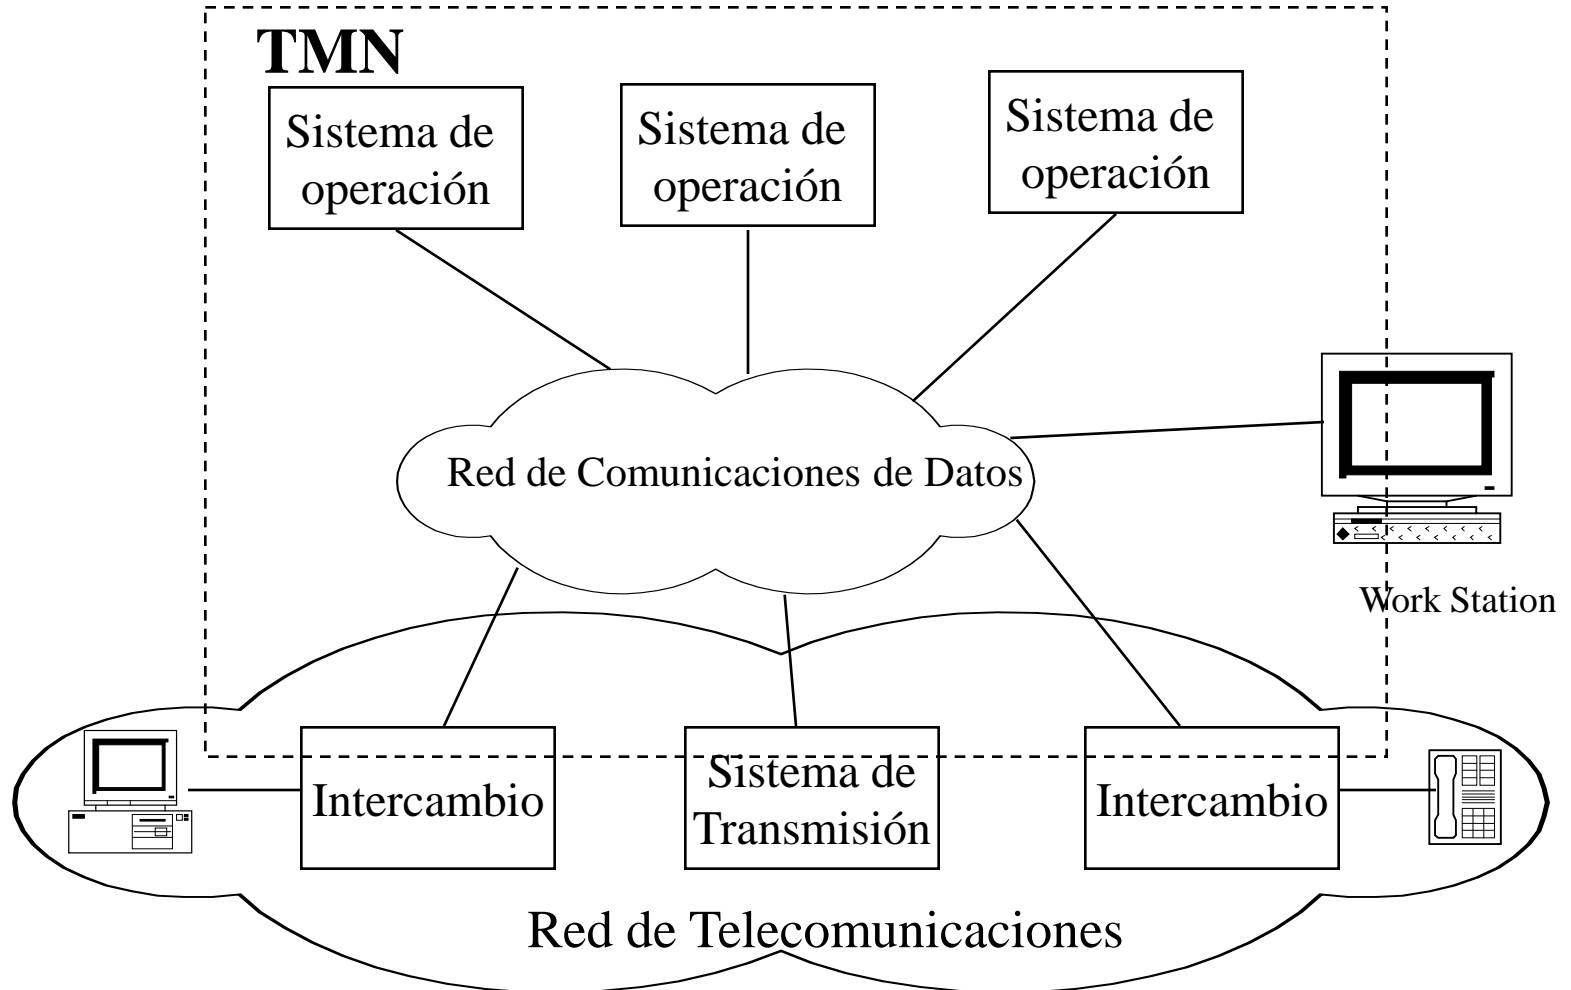 TMN
Sistema de
operación
Sistema de
operación
Sistema de
operación
Red de Comunicaciones de Datos
Work Station
Intercambio
Sistema de
Transmisión
Intercambio
Red de Telecomunicaciones